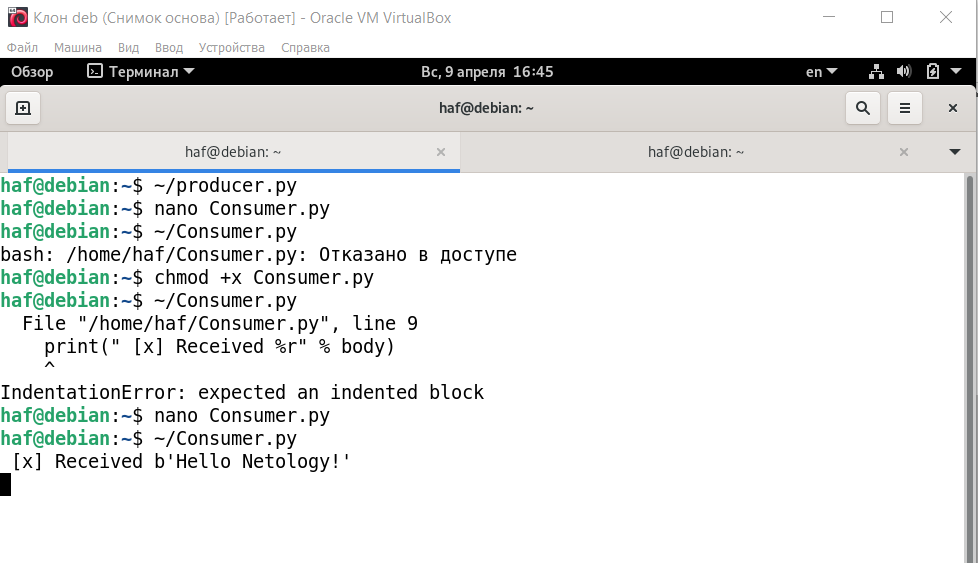 Клон deb (Снимок основа) [Работает] - Oracle VM VirtualBox
Файл Машина Вид Ввод Устройства Справка
Обзор Терминал Вс, 9 апреля 16:45 en
haf@debian: ~
haf@debian: ~ haf@debian: ~
haf@debian:~$ ~/producer.py
haf@debian:~$ nano Consumer.py
haf@debian:~$ ~/Consumer.py
bash: /home/haf/Consumer.py: Отказано в доступе
haf@debian:~$ chmod +x Consumer.py
haf@debian:~$ ~/Consumer.py
  File "/home/haf/Consumer.py", line 9
    print(" [x] Received %r" % body)
    ^
IndentationError: expected an indented block
haf@debian:~$ nano Consumer.py
haf@debian:~$ ~/Consumer.py
 [x] Received b'Hello Netology!'